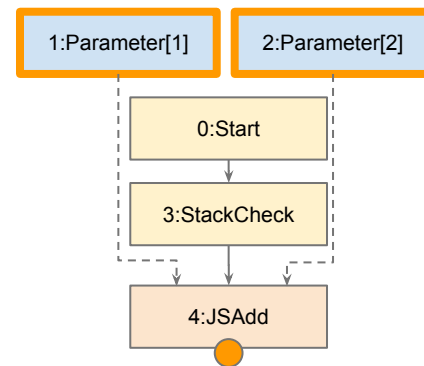 1:Parameter[1]
2:Parameter[2]
0:Start
3:StackCheck
4:JSAdd